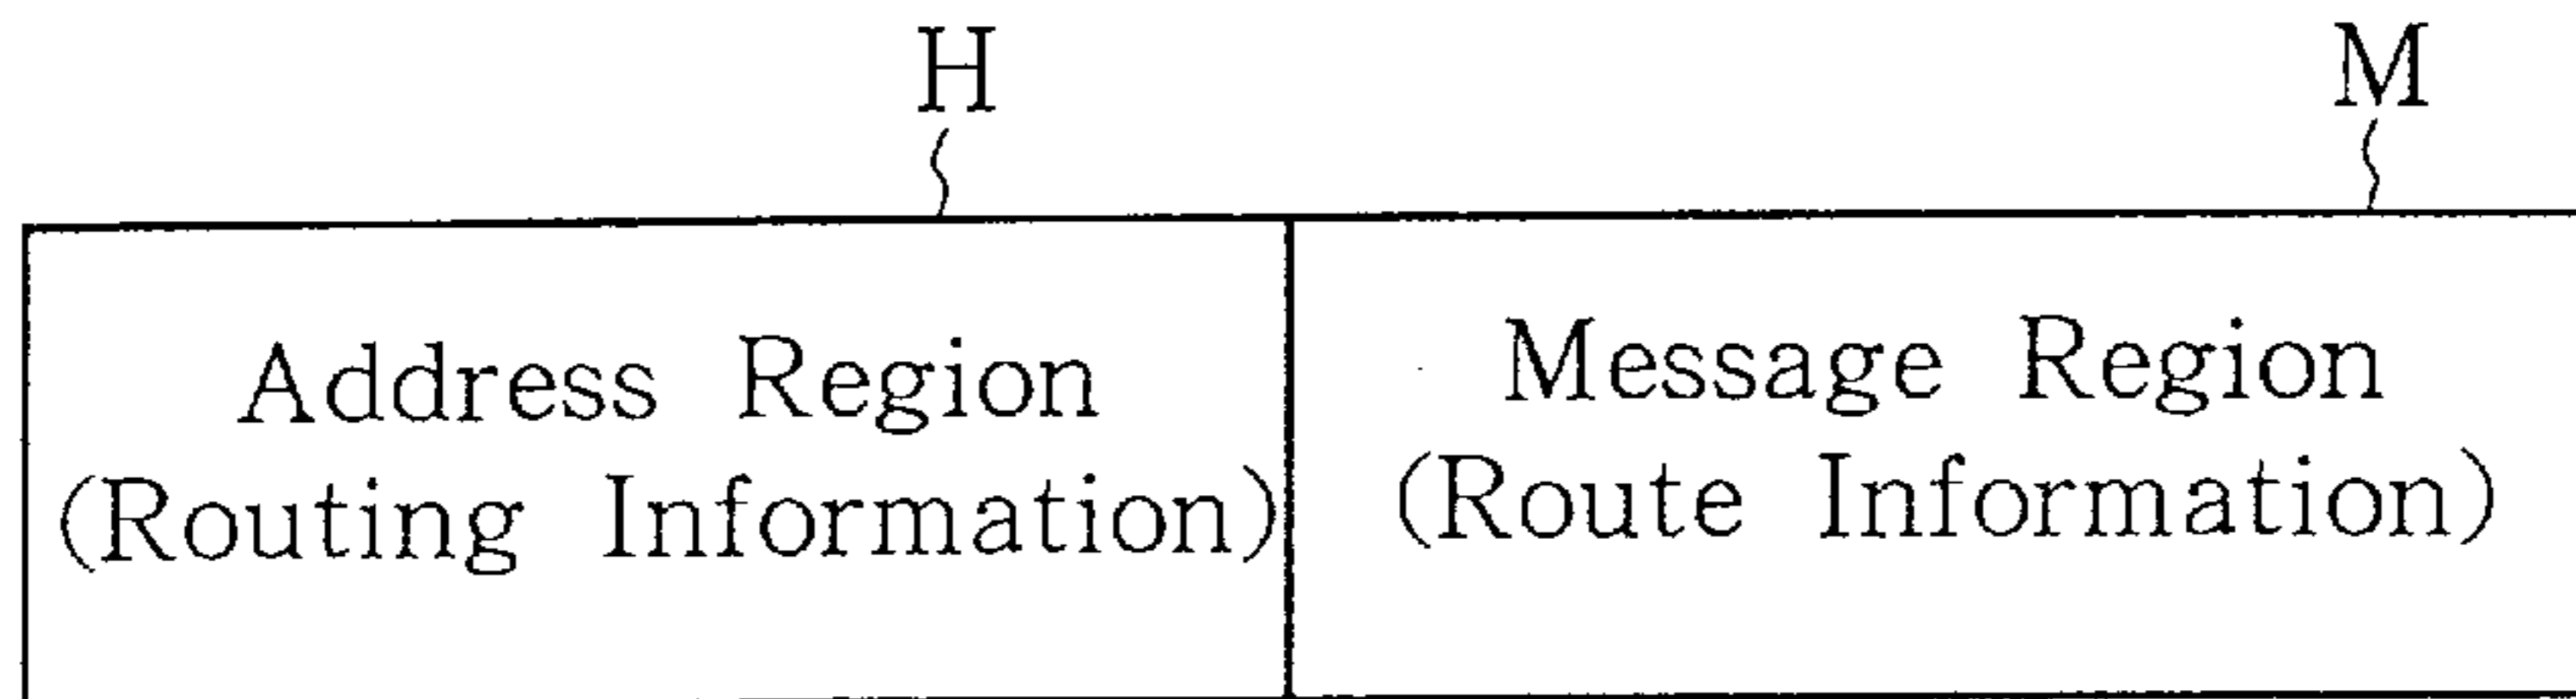 H M
Address Region
(Routing Information)
Message Region
(Route Information)